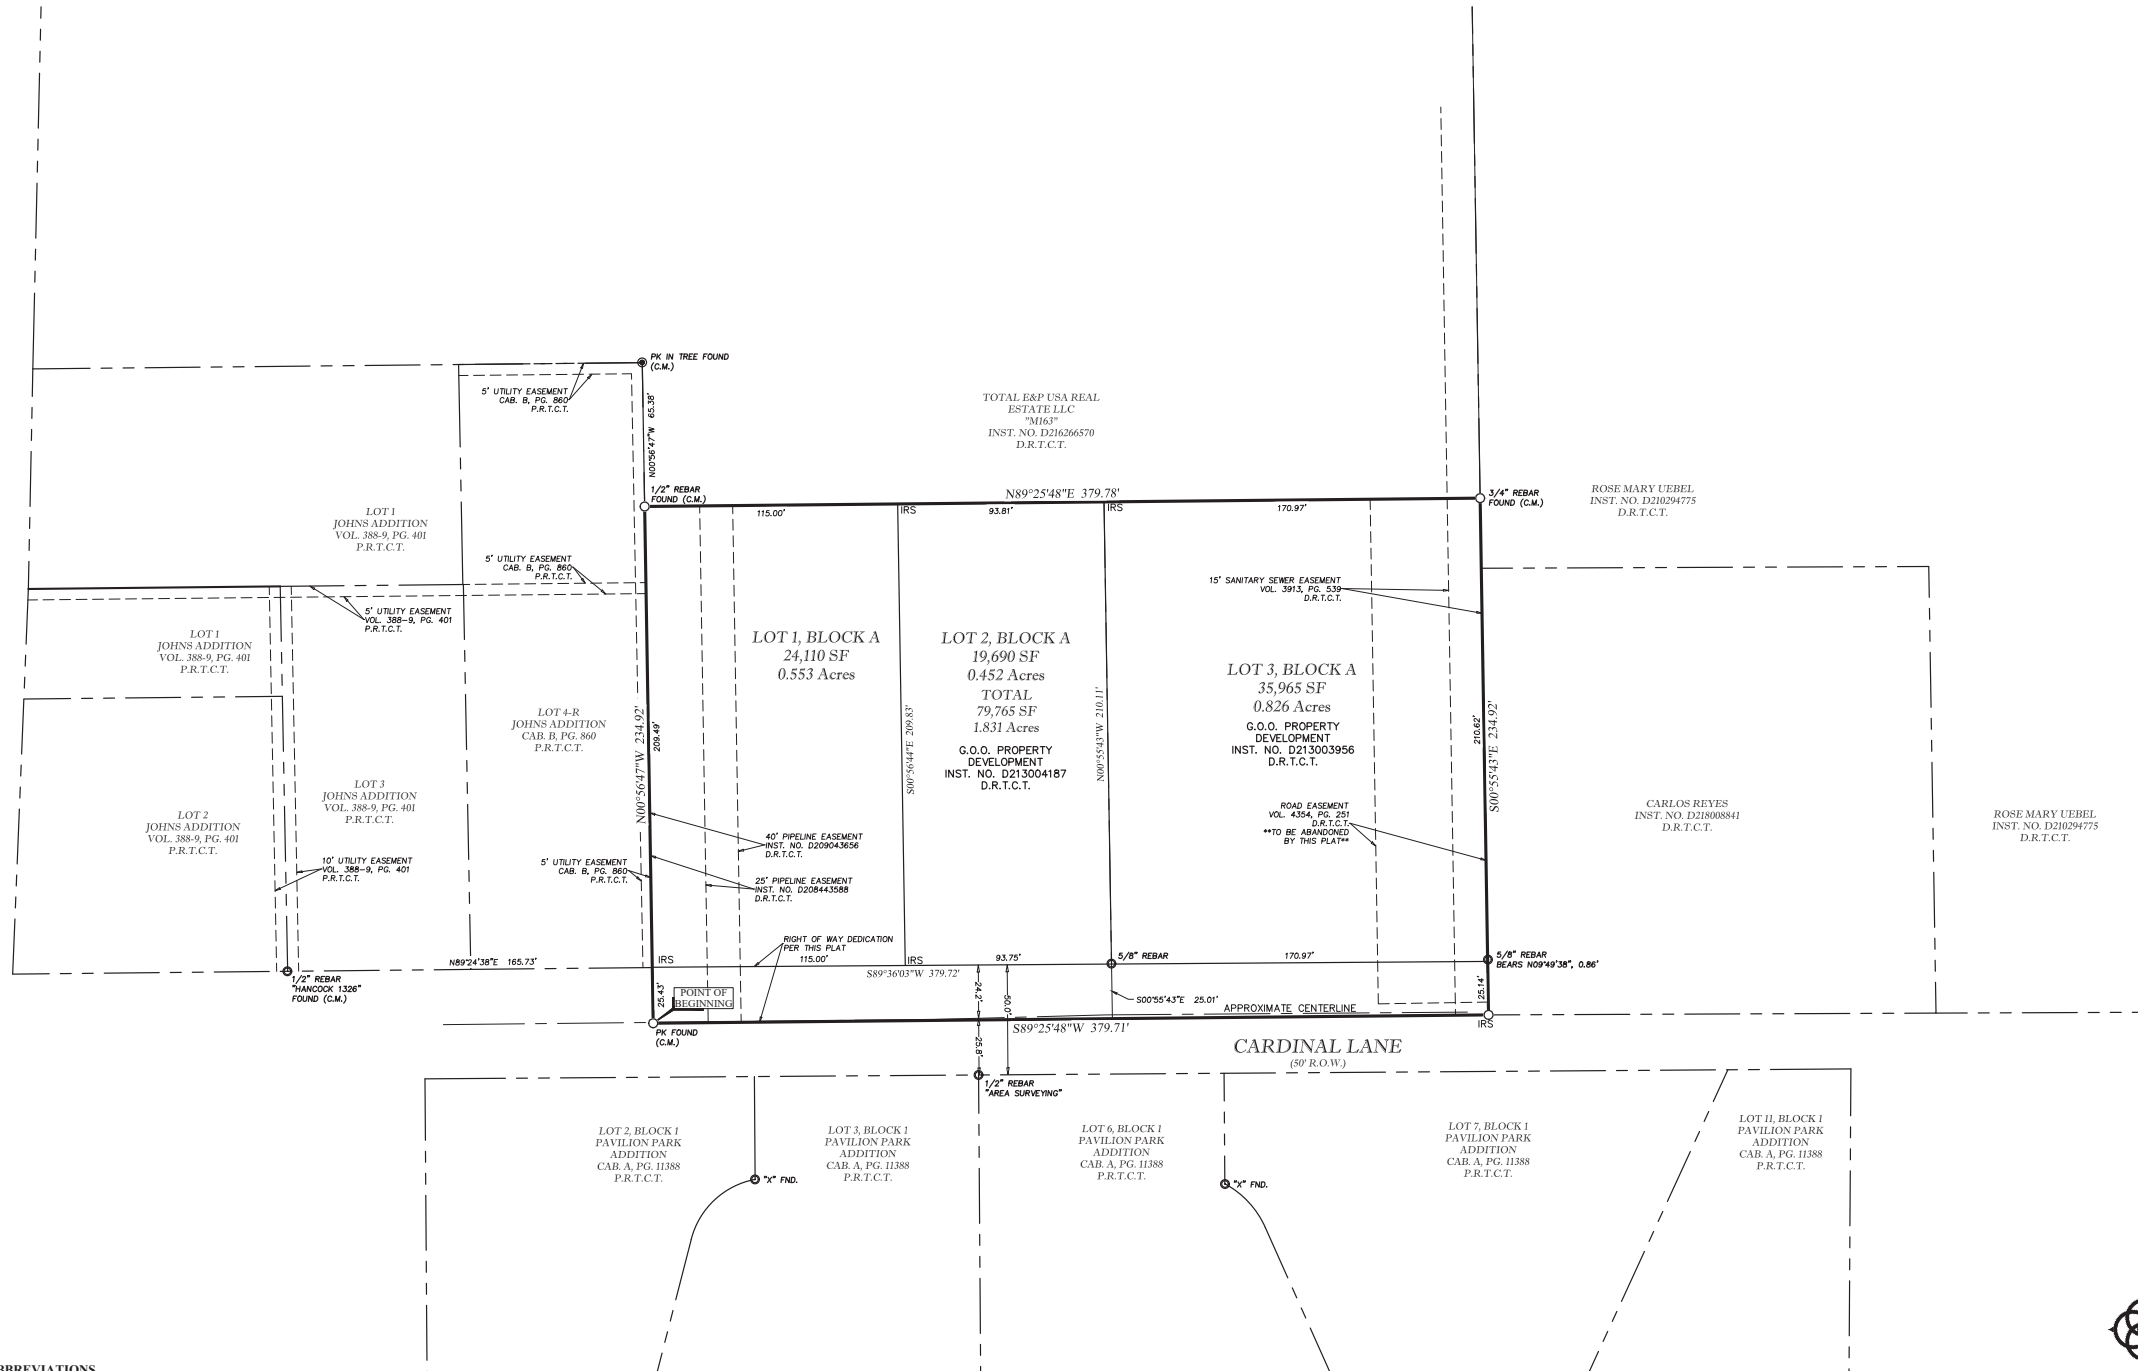 PK IN TREE FOUND
(C.M.)
5' UTILITY EASEMENT
CAB. B, PG. 860
P.R.T.C.T.
N00°56'47"W 65.38'
TOTAL E&P USA REAL
ESTATE LLC
"M163"
INST. NO. D216266570
D.R.T.C.T.
1/2" REBAR
FOUND (C.M.)
N89°25'48"E 379.78'
3/4" REBAR
FOUND (C.M.)
ROSE MARY UEBEL
INST. NO. D210294775
D.R.T.C.T.
115.00'
IRS
93.81'
IRS
170.97'
LOT 1
JOHNS ADDITION
VOL. 388-9, PG. 401
P.R.T.C.T.
5' UTILITY EASEMENT
CAB. B, PG. 860
P.R.T.C.T.
15' SANITARY SEWER EASEMENT
VOL. 3913, PG. 539
D.R.T.C.T.
5' UTILITY EASEMENT
VOL. 388-9, PG. 401
P.R.T.C.T.
LOT 1
JOHNS ADDITION
VOL. 388-9, PG. 401
P.R.T.C.T.
LOT 1, BLOCK A
24,110 SF
0.553 Acres
LOT 2, BLOCK A
19,690 SF
0.452 Acres
TOTAL
79,765 SF
1.831 Acres
G.O.O. PROPERTY
DEVELOPMENT
INST. NO. D213004187
D.R.T.C.T.
LOT 3, BLOCK A
35,965 SF
0.826 Acres
G.O.O. PROPERTY
DEVELOPMENT
INST. NO. D213003956
D.R.T.C.T.
LOT 4-R
JOHNS ADDITION
CAB. B, PG. 860
P.R.T.C.T.
N00°56'47"W 234.92'
209.49'
S00°56'44"E 209.83'
N00°55'43"W 210.11'
210.62'
S00°55'43"E 234.92'
LOT 3
JOHNS ADDITION
VOL. 388-9, PG. 401
P.R.T.C.T.
LOT 2
JOHNS ADDITION
VOL. 388-9, PG. 401
P.R.T.C.T.
ROAD EASEMENT
VOL. 4354, PG. 251
D.R.T.C.T.
**TO BE ABANDONED
BY THIS PLAT**
CARLOS REYES
INST. NO. D218008841
D.R.T.C.T.
ROSE MARY UEBEL
INST. NO. D210294775
D.R.T.C.T.
40' PIPELINE EASEMENT
INST. NO. D209043656
D.R.T.C.T.
10' UTILITY EASEMENT
VOL. 388-9, PG. 401
P.R.T.C.T.
5' UTILITY EASEMENT
CAB. B, PG. 860
P.R.T.C.T.
25' PIPELINE EASEMENT
INST. NO. D208443588
D.R.T.C.T.
RIGHT OF WAY DEDICATION
PER THIS PLAT
N89°24'38"E 165.73'
IRS
115.00'
IRS
93.75'
5/8" REBAR
170.97'
5/8" REBAR
BEARS N09°49'38", 0.86'
S89°36'03"W 379.72'
1/2" REBAR
"HANCOCK 1326"
FOUND (C.M.)
25.43'
POINT OF
BEGINNING
24.2'
50.0'
S00°55'43"E 25.01'
25.14'
APPROXIMATE CENTERLINE
PK FOUND
(C.M.)
S89°25'48"W 379.71'
IRS
25.8'
CARDINAL LANE
(50' R.O.W.)
1/2" REBAR
"AREA SURVEYING"
LOT 2, BLOCK 1
PAVILION PARK
ADDITION
CAB. A, PG. 11388
P.R.T.C.T.
LOT 3, BLOCK 1
PAVILION PARK
ADDITION
CAB. A, PG. 11388
P.R.T.C.T.
LOT 6, BLOCK 1
PAVILION PARK
ADDITION
CAB. A, PG. 11388
P.R.T.C.T.
LOT 7, BLOCK 1
PAVILION PARK
ADDITION
CAB. A, PG. 11388
P.R.T.C.T.
LOT 11, BLOCK 1
PAVILION PARK
ADDITION
CAB. A, PG. 11388
P.R.T.C.T.
"X" FND.
"X" FND.